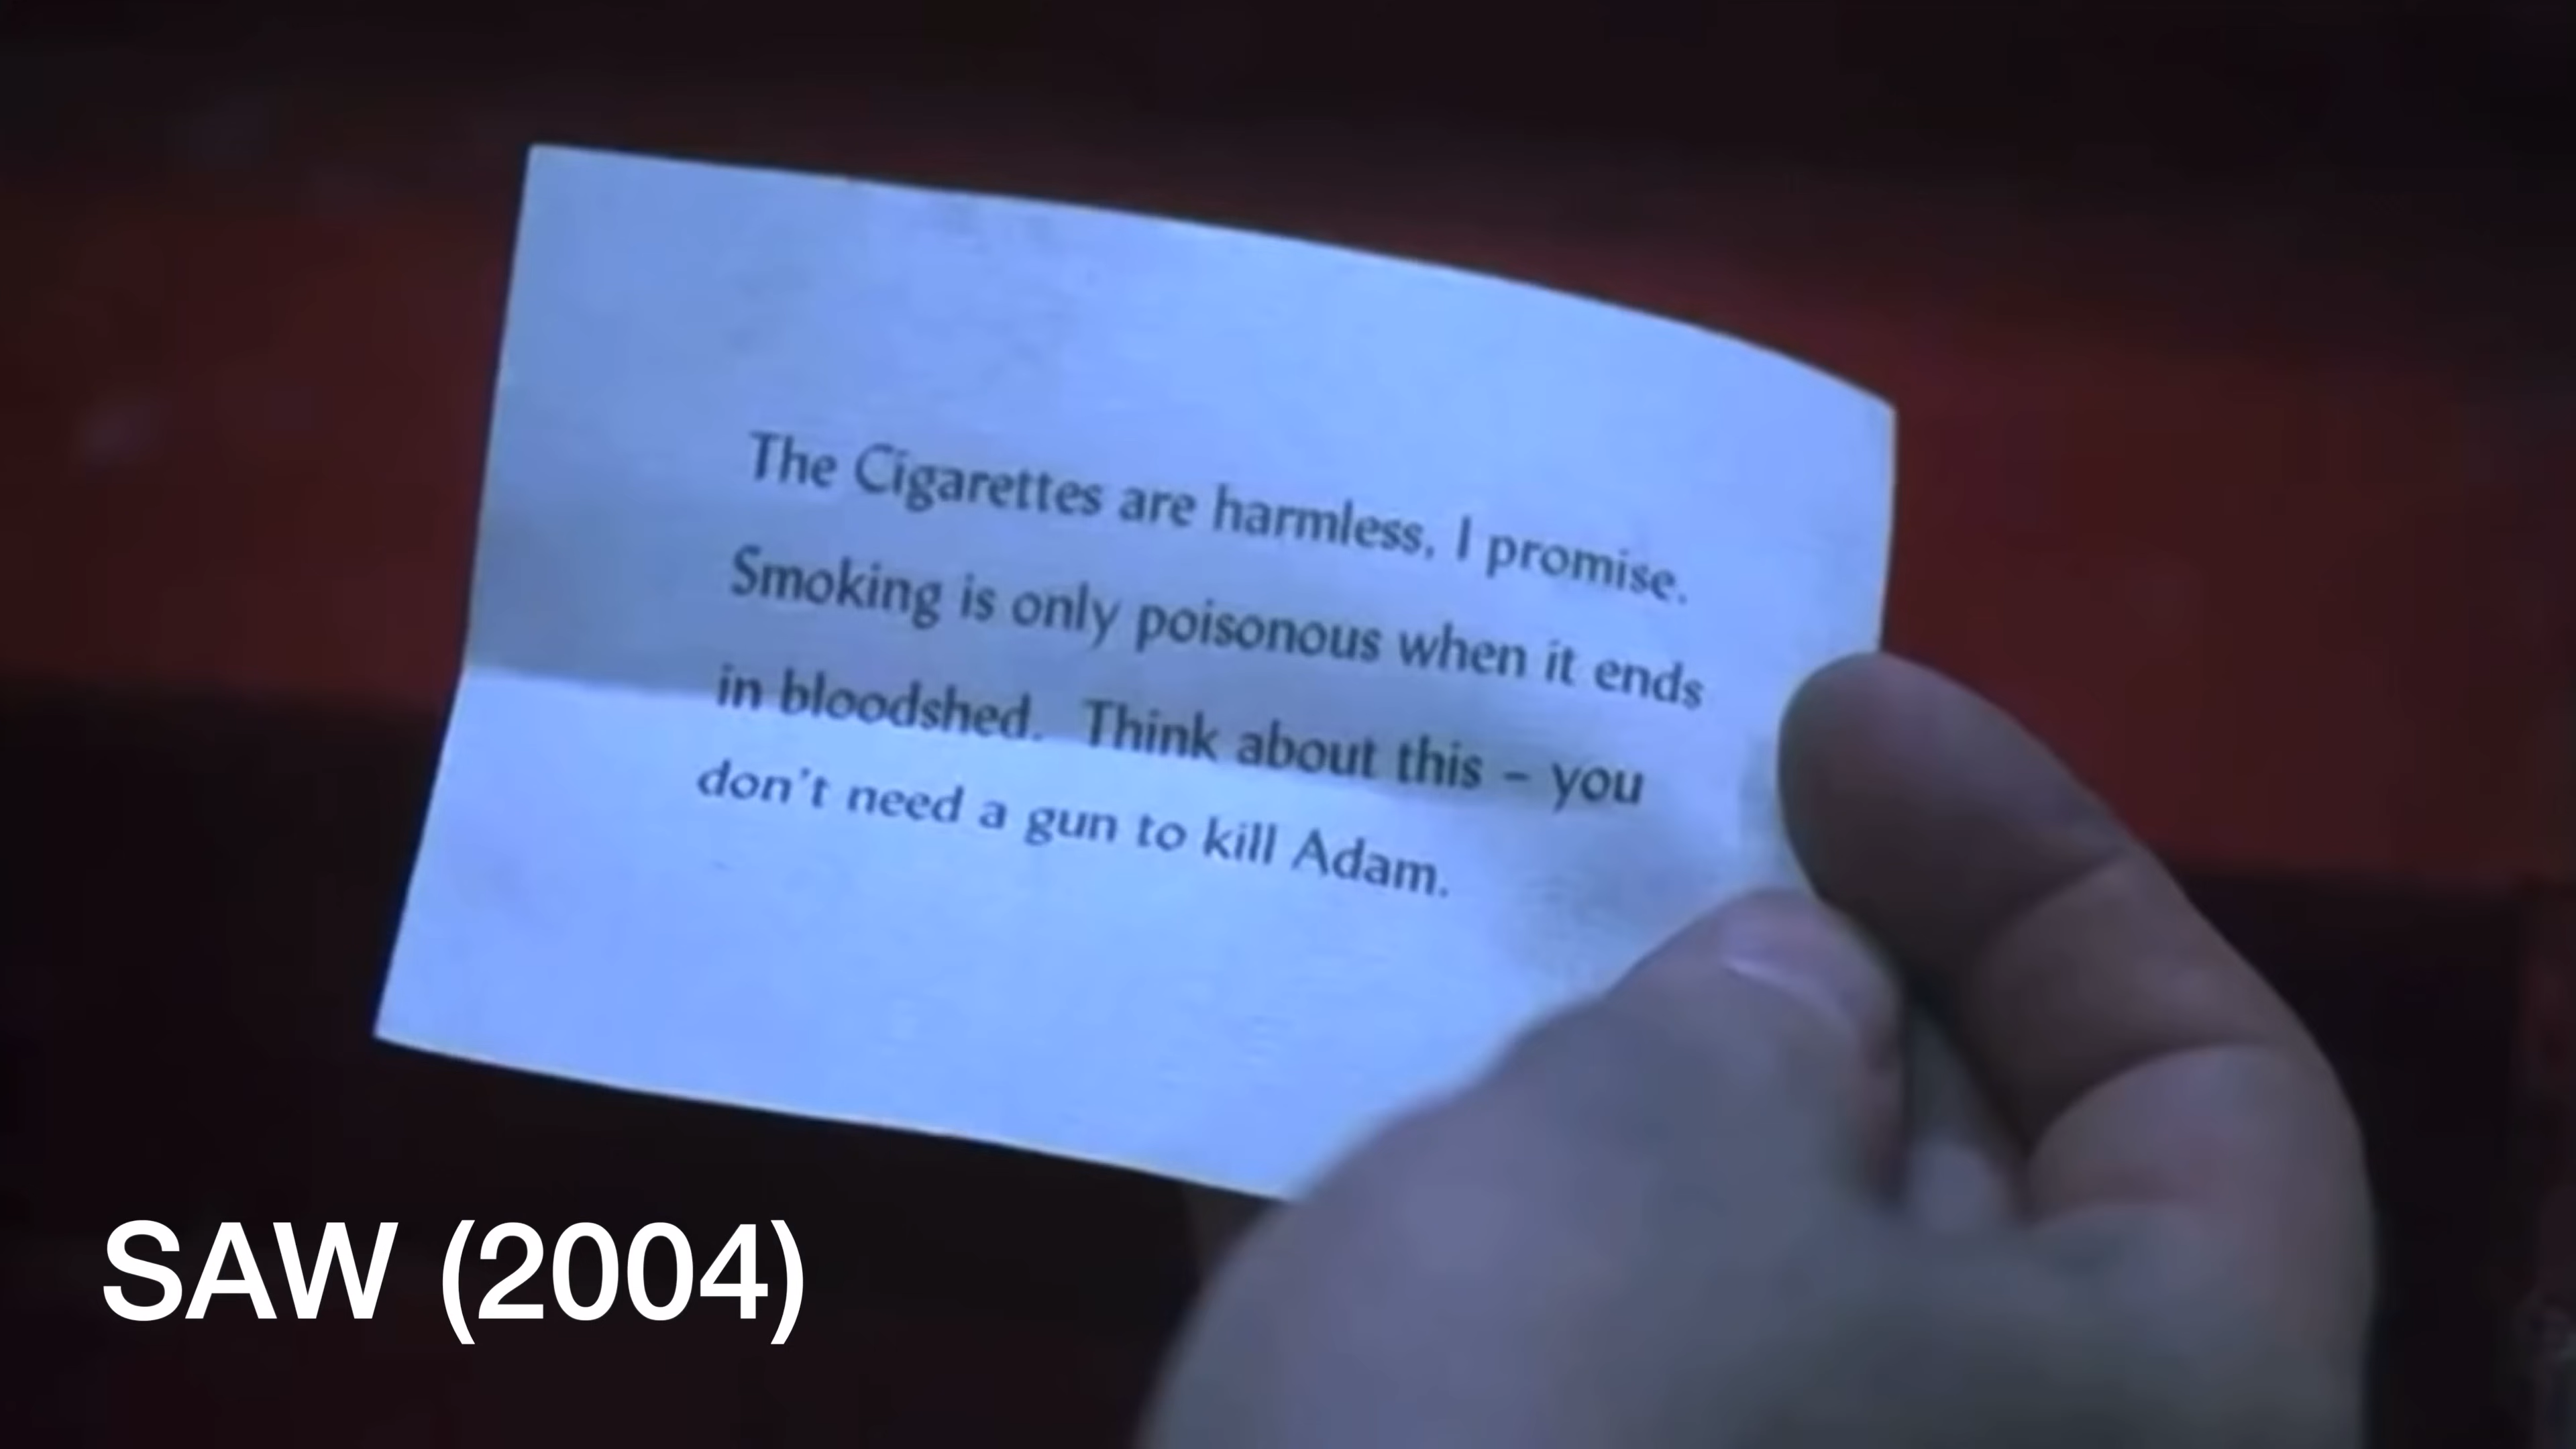 The Cigarettes are harmless, I promise.
Smoking is only poisonous when it ends
in bloodshed.  Think about this – you
don't need a gun to kill Adam.
SAW (2004)